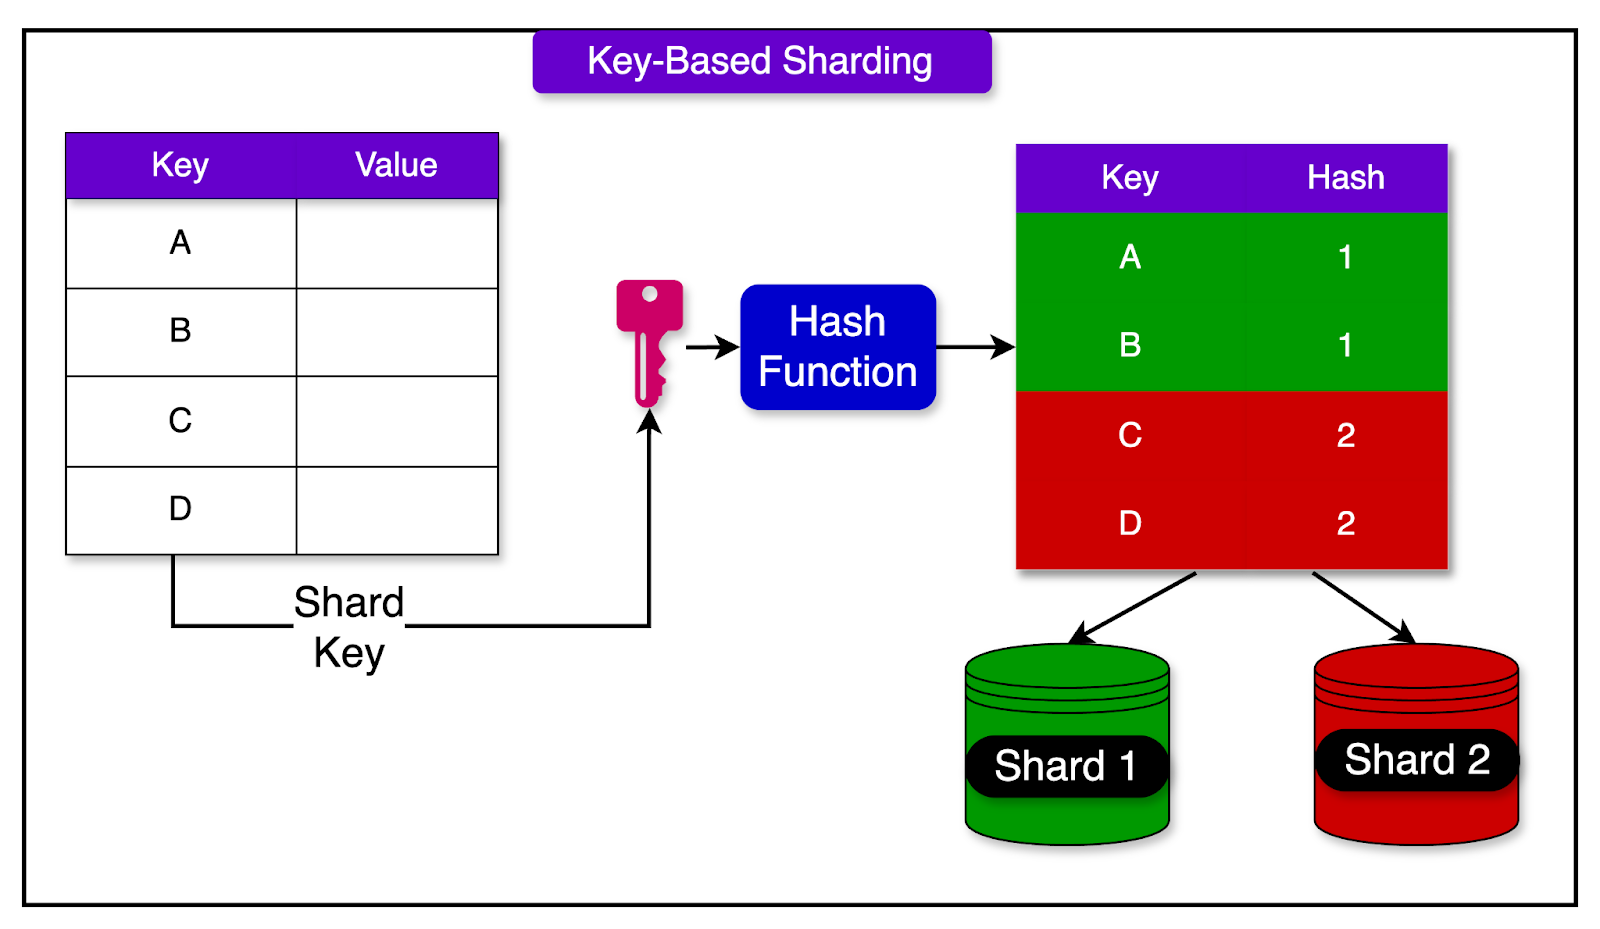 Key-Based Sharding
Key Value
A
B
C
D
Shard
Key
Hash
Function
Key Hash
A 1
B 1
C 2
D 2
Shard 1
Shard 2